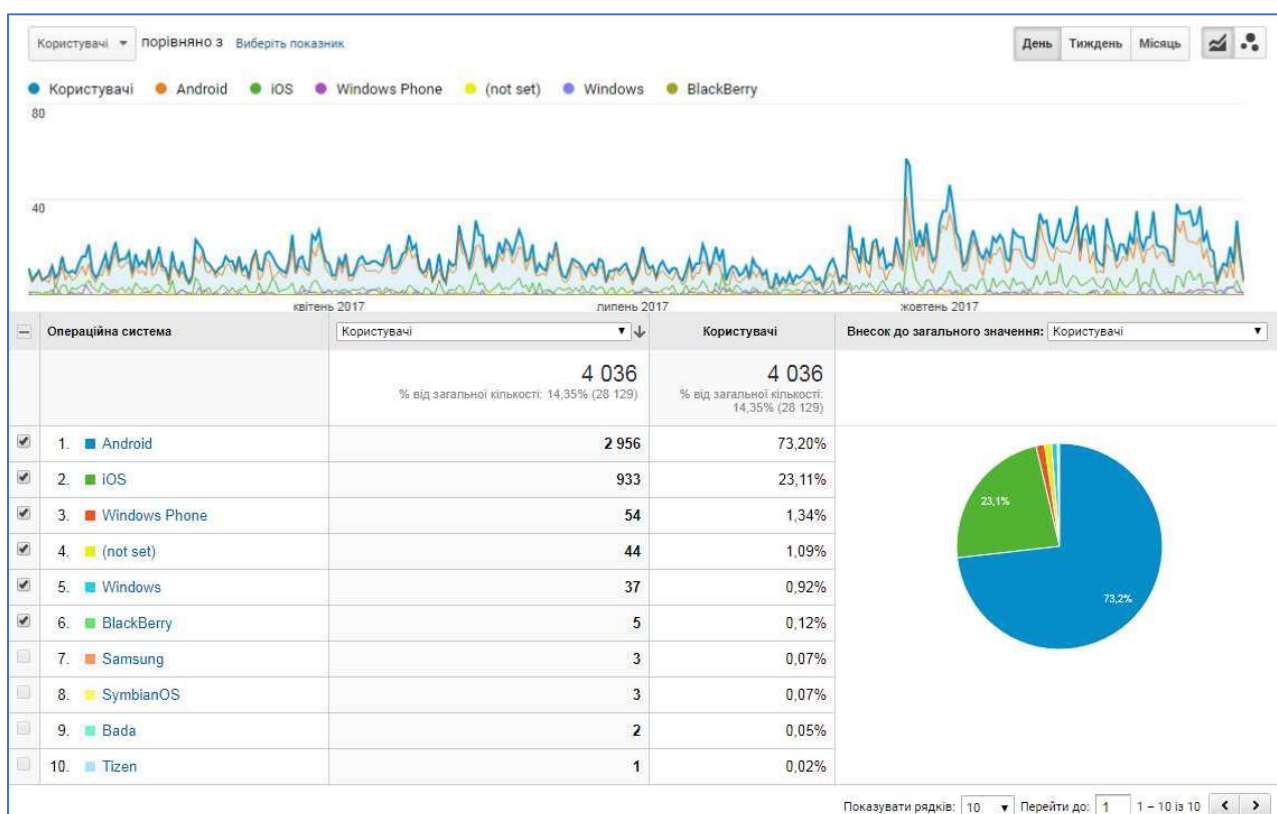 Користувачі порівняно з Виберіть показник День Тиждень Місяць
Користувачі Android iOS Windows Phone (not set) Windows BlackBerry
80
40
квітень 2017 липень 2017 жовтень 2017
Операційна система Користувачі Користувачі Внесок до загального значення: Користувачі
4 036 4 036
% від загальної кількості: 14,35% (28 129) % від загальної кількості:
14,35% (28 129)
1. Android 2 956 73,20%
2. iOS 933 23,11%
3. Windows Phone 54 1,34%
4. (not set) 44 1,09%
5. Windows 37 0,92%
6. BlackBerry 5 0,12%
7. Samsung 3 0,07%
8. SymbianOS 3 0,07%
9. Bada 2 0,05%
10. Tizen 1 0,02%
23,1%
73,2%
Показувати рядків: 10 Перейти до: 1 1 – 10 із 10